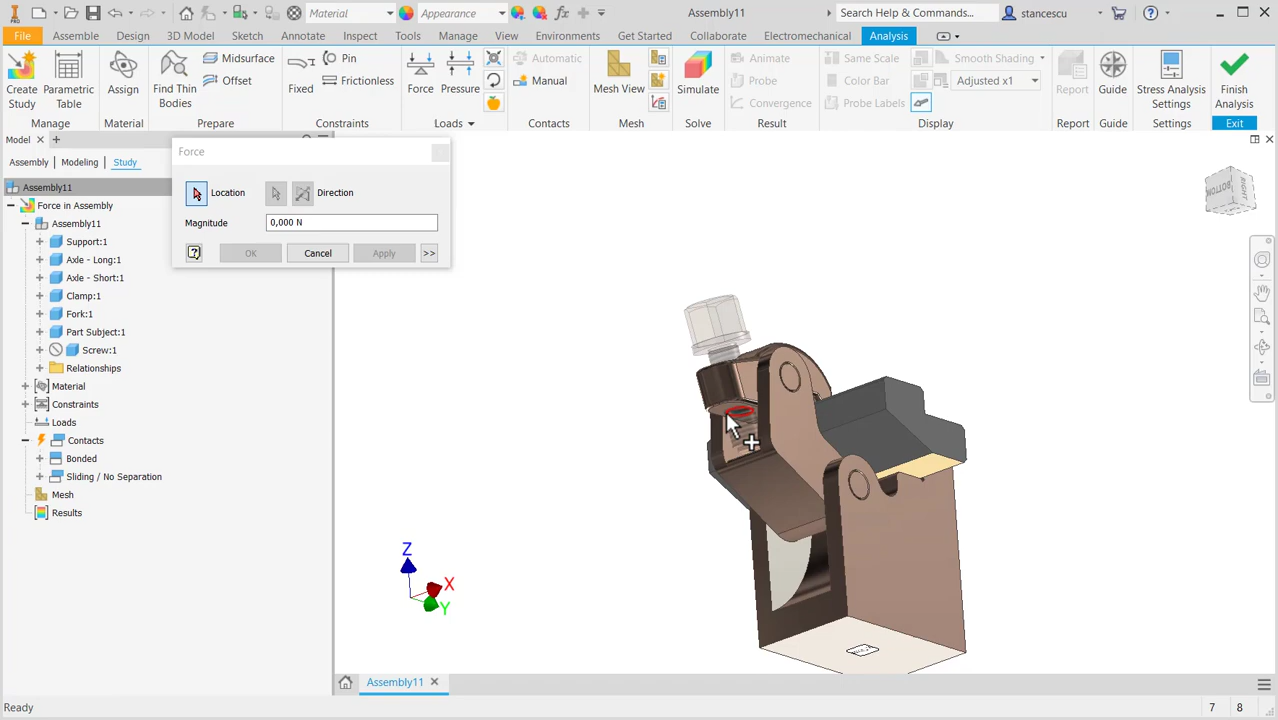 PRO
Material
Appearance
Assembly11
Search Help & Commands...
stancescu
File
Assemble
Design
3D Model
Sketch
Annotate
Inspect
Tools
Manage
View
Environments
Get Started
Collaborate
Electromechanical
Analysis
Create Study
Parametric Table
Manage
Assign
Material
Find Thin Bodies
Midsurface
Offset
Prepare
Fixed
Pin
Frictionless
Constraints
Force
Pressure
Loads
Automatic
Manual
Contacts
Mesh View
Mesh
Simulate
Solve
Animate
Probe
Convergence
Result
Same Scale
Color Bar
Probe Labels
Smooth Shading
Adjusted x1
Display
Report
Report
Guide
Guide
Stress Analysis Settings
Settings
Finish Analysis
Exit
Model
Assembly
Modeling
Study
Assembly11
Force in Assembly
Assembly11
Support:1
Axle - Long:1
Axle - Short:1
Clamp:1
Fork:1
Part Subject:1
Screw:1
Relationships
Material
Constraints
Loads
Contacts
Bonded
Sliding / No Separation
Mesh
Results
Force
Location
Direction
Magnitude
0,000 N
OK
Cancel
Apply
>>
BOTTOM
RIGHT
Z
X
Y
Assembly11
Ready
7
8